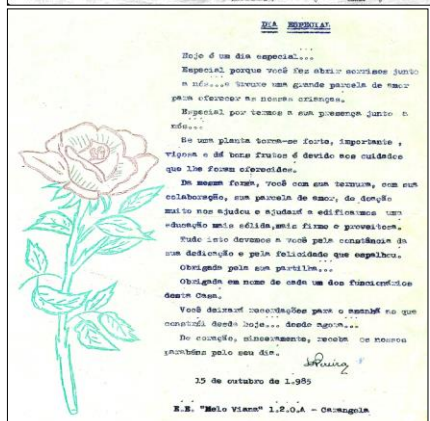 DIA ESPECIAL
Hoje é um dia especial...
Especial porque você fez abrir sorrisos junto
a nós...e trouxe uma grande parcela de amor
para oferecer as nossas crianças.
Especial por termos a sua presença junto a
nós...
Se uma planta torna-se forte, importante ,
viçosa e dá bons frutos é devido aos cuidados
que lhe foram oferecidos.
Da mesma forma, você com sua ternura, com sua
colaboração, sua parcela de amor, de doação
muito nos ajudou e ajudará a edificarmos uma
educação mais sólida,mais firme e proveitosa.
Tudo isto devemos a você pela constância da
sua dedicação e pela felicidade que espalhou.
Obrigada pela sua partilha...
Obrigada em nome de cada um dos funcionários
desta Casa.
Você deixará recordações para o amanhã no que
constrói desde hoje... desde agora...
De coração, sinceramente, receba os nossos
parabéns pelo seu dia.
15 de outubro de 1.985
E.E. "Melo Viana" 1.2.0.A - Carangola